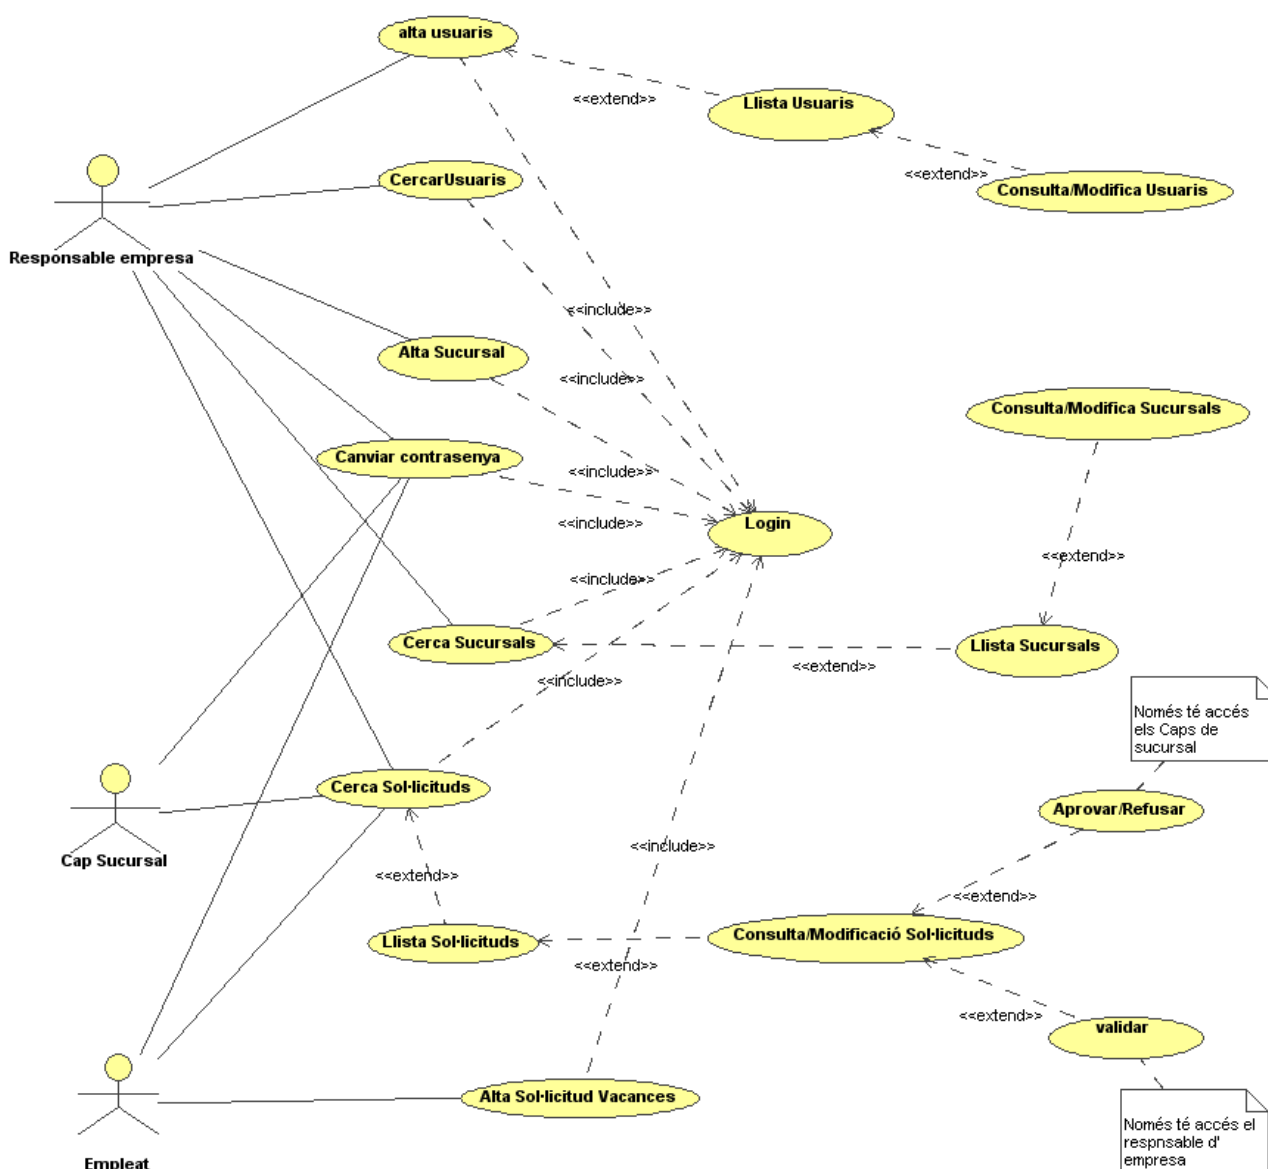 alta usuaris
<<extend>>
Llista Usuaris
CercarUsuaris
<<extend>>
Consulta/Modifica Usuaris
Responsable empresa
<<include>>
Alta Sucursal
<<include>>
Consulta/Modifica Sucursals
Canviar contrasenya
<<include>>
<<include>>
Login
<<extend>>
<<include>>
Cerca Sucursals
Llista Sucursals
<<extend>>
<<include>>
Només té accés
els Caps de
sucursal
Cerca Sol·licituds
Aprovar/Refusar
Cap Sucursal
<<include>>
<<extend>>
<<extend>>
Llista Sol·licituds
Consulta/Modificació Sol·licituds
<<extend>>
<<extend>>
validar
Alta Sol·licitud Vacances
Només té accés el
respnsable d'
empresa
Empleat